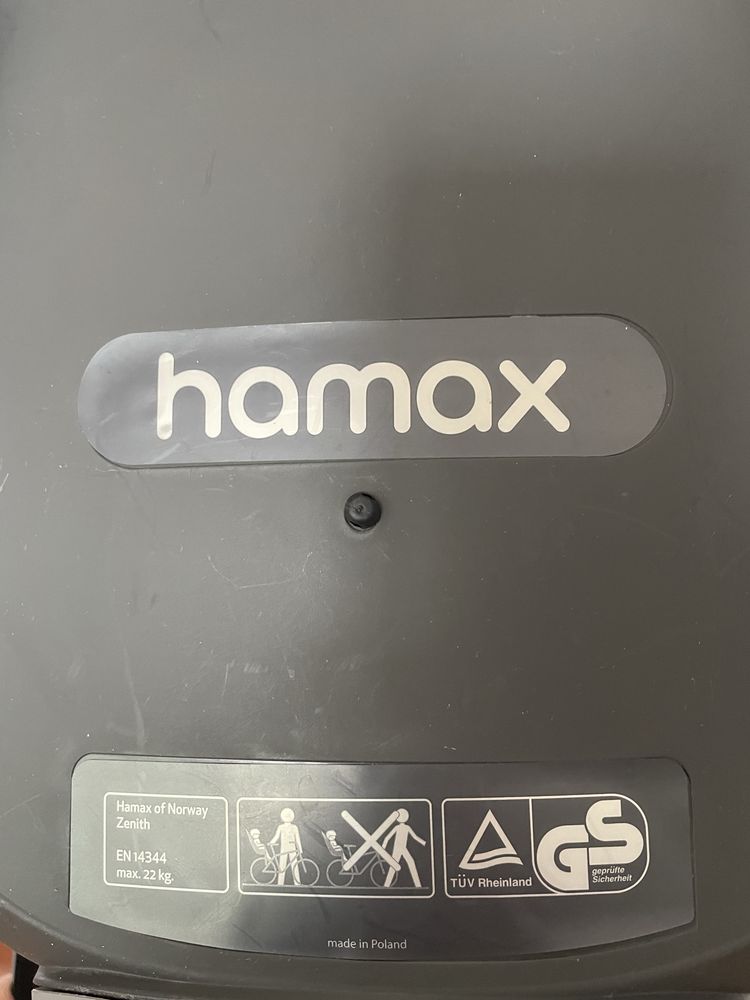 hamax
Hamax of Norway
Zenith
EN 14344
max. 22 kg.
TÜV Rheinland
GS
geprüfte
Sicherheit
made in Poland